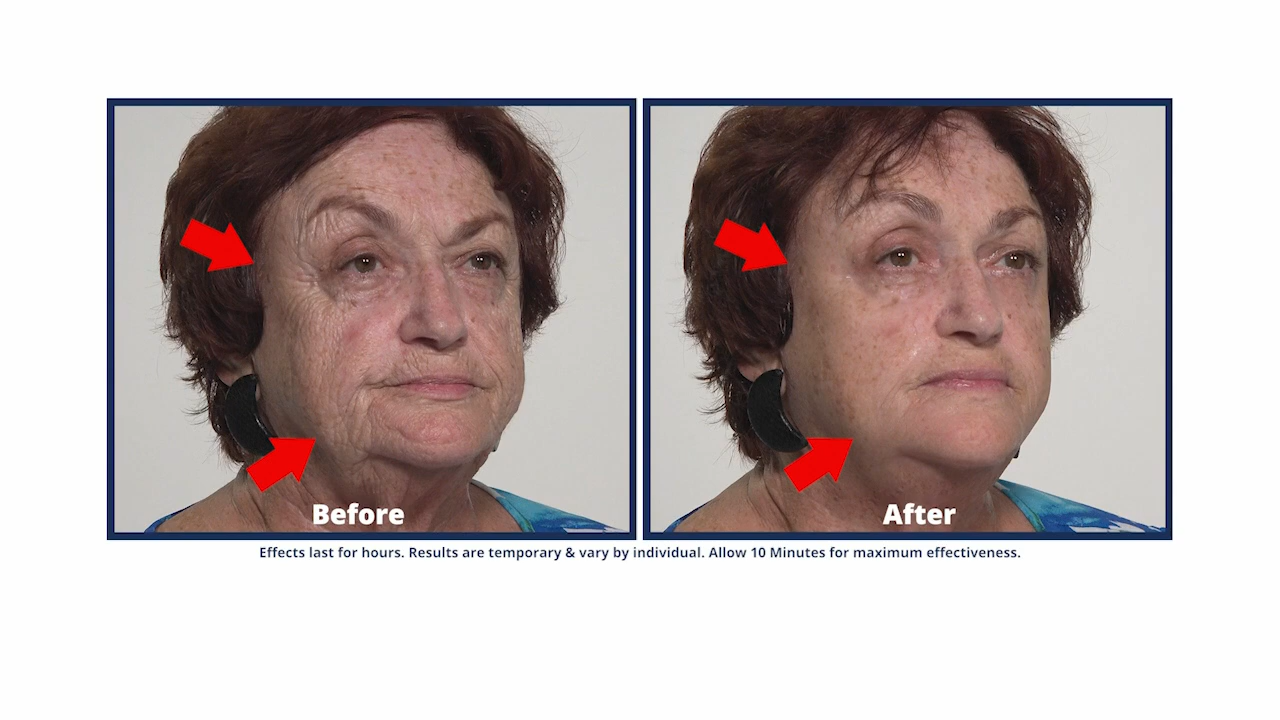 Before
After
Effects last for hours. Results are temporary & vary by individual. Allow 10 Minutes for maximum effectiveness.